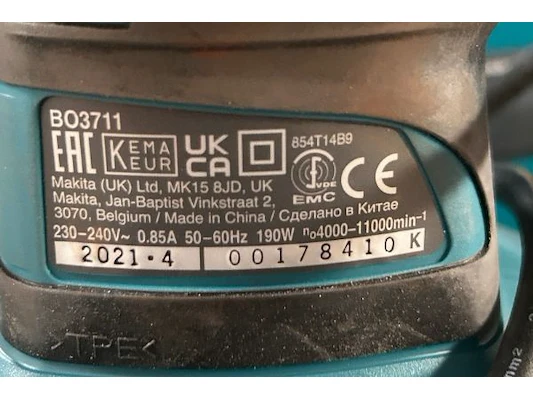 BO3711
EAC KEMA KEUR UK CA 854T14B9 VDE EMC CE
Makita (UK) Ltd, MK15 8JD, UK
Makita, Jan-Baptist Vinkstraat 2,
3070, Belgium / Made in China / Сделано в Китае
230-240V~ 0.85A 50-60Hz 190W n₀4000-11000min⁻¹
2021·4 00178410 K
>TPE<
mm2